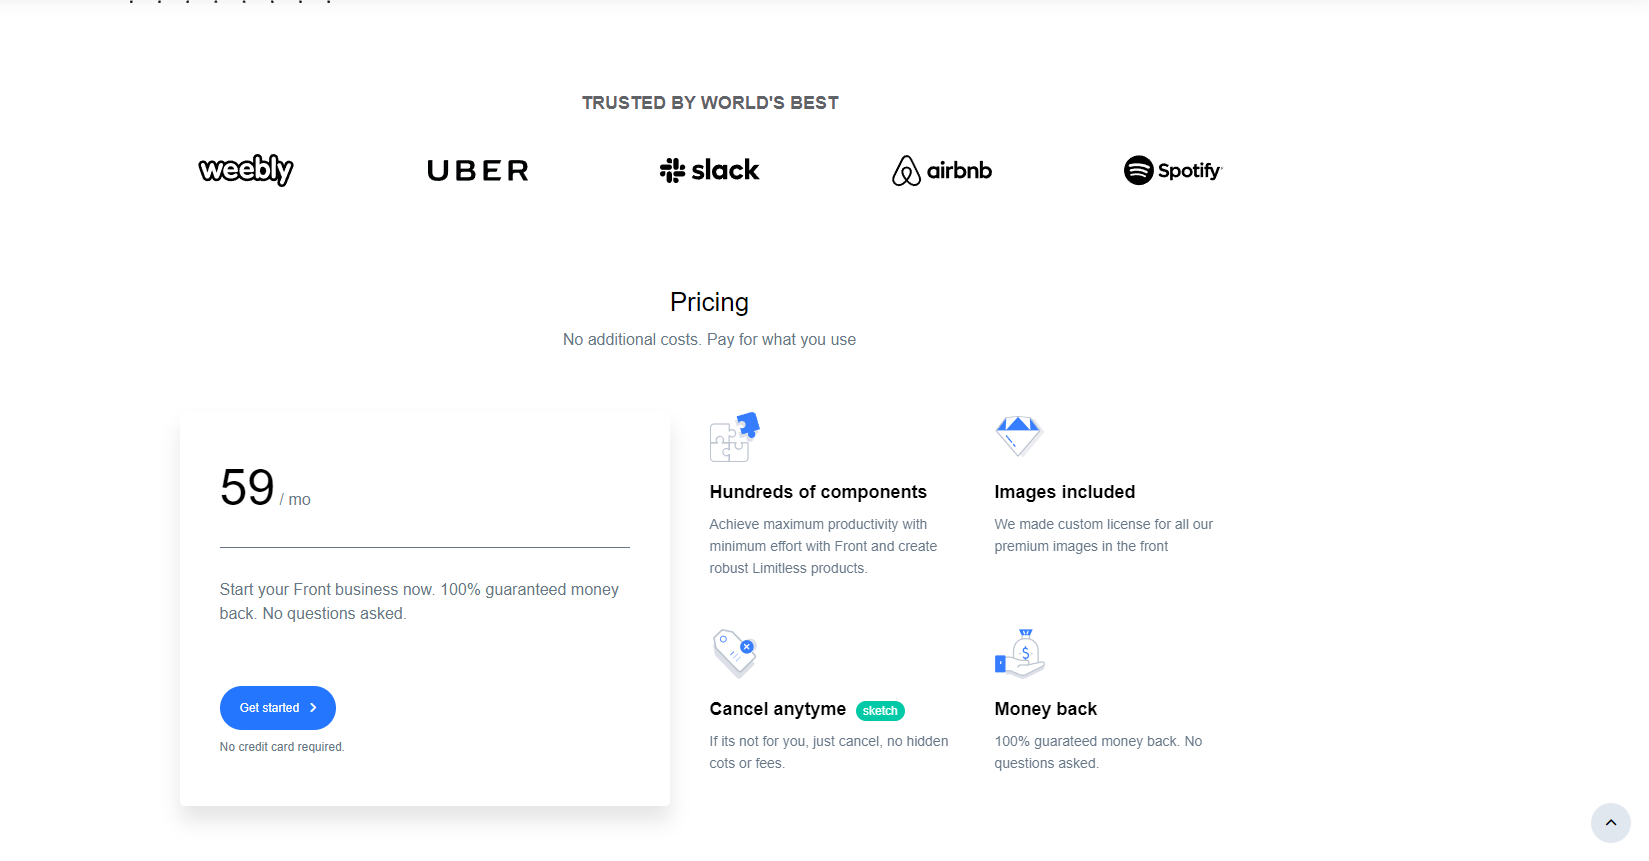 TRUSTED BY WORLD'S BEST
weebly
UBER
slack
airbnb
Spotify
Pricing
No additional costs. Pay for what you use
59 / mo
Start your Front business now. 100% guaranteed money
back. No questions asked.
Get started
No credit card required.
Hundreds of components
Achieve maximum productivity with
minimum effort with Front and create
robust Limitless products.
Images included
We made custom license for all our
premium images in the front
Cancel anytyme sketch
If its not for you, just cancel, no hidden
cots or fees.
$
Money back
100% guarateed money back. No
questions asked.